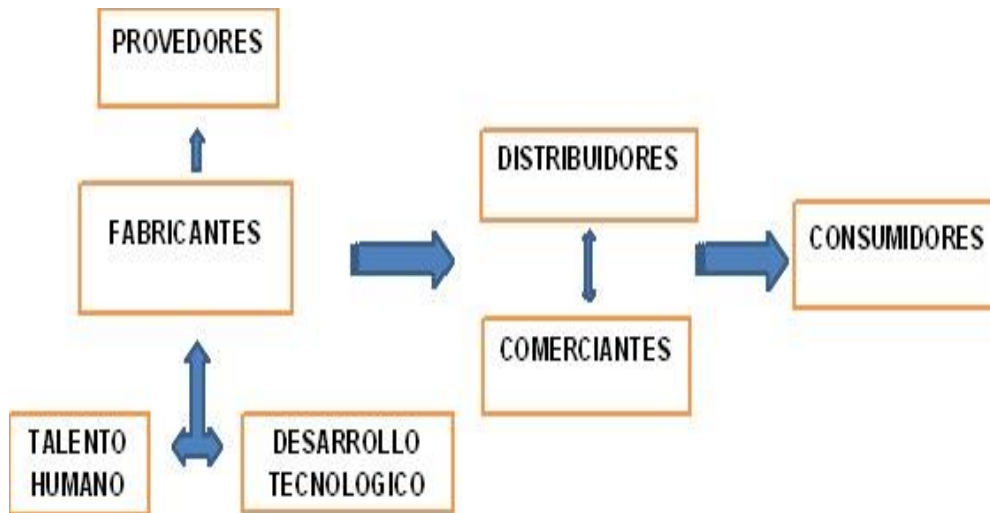 PROVEDORES
FABRICANTES
DISTRIBUIDORES
COMERCIANTES
CONSUMIDORES
TALENTO
HUMANO
DESARROLLO
TECNOLOGICO